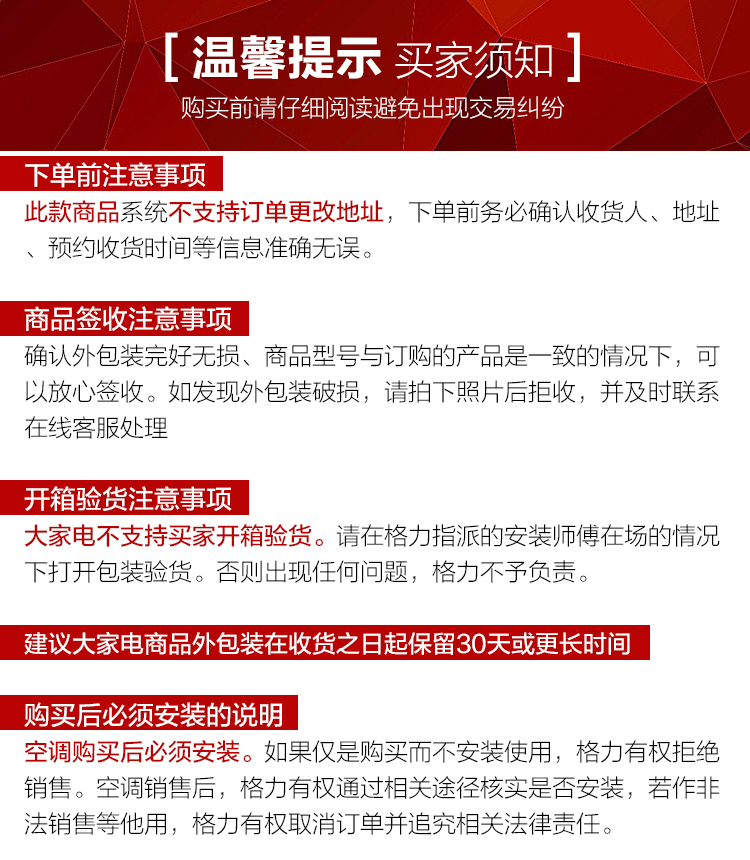 [温馨提示 买家须知]
购买前请仔细阅读避免出现交易纠纷
下单前注意事项
此款商品系统不支持订单更改地址，下单前务必确认收货人、地址
、预约收货时间等信息准确无误。
商品签收注意事项
确认外包装完好无损、商品型号与订购的产品是一致的情况下，可
以放心签收。如发现外包装破损，请拍下照片后拒收，并及时联系
在线客服处理
开箱验货注意事项
大家电不支持买家开箱验货。请在格力指派的安装师傅在场的情况
下打开包装验货。否则出现任何问题，格力不予负责。
建议大家电商品外包装在收货之日起保留30天或更长时间
购买后必须安装的说明
空调购买后必须安装。如果仅是购买而不安装使用，格力有权拒绝
销售。空调销售后，格力有权通过相关途径核实是否安装，若作非
法销售等他用，格力有权取消订单并追究相关法律责任。